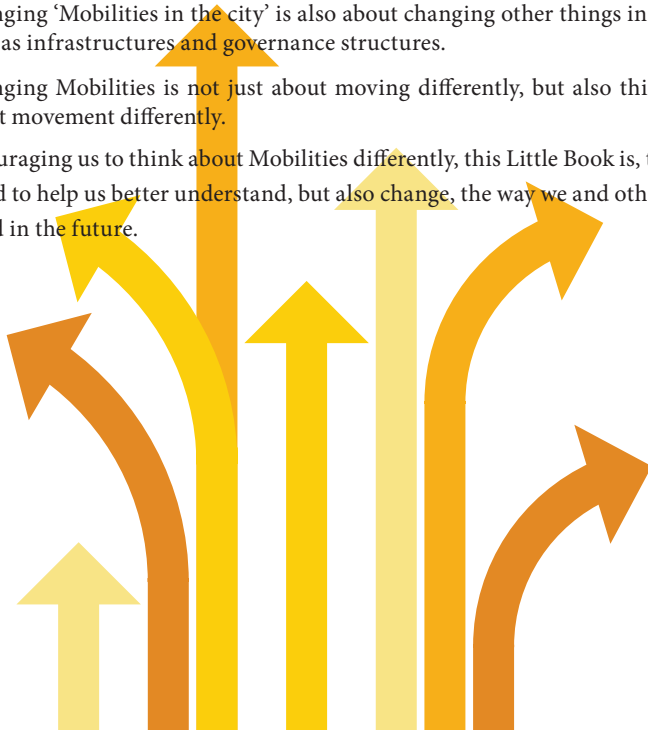 nging ‘Mobilities in the city’ is also about changing other things in
as infrastructures and governance structures.
nging Mobilities is not just about moving differently, but also thi
t movement differently.
uraging us to think about Mobilities differently, this Little Book is, t
d to help us better understand, but also change, the way we and oth
d in the future.